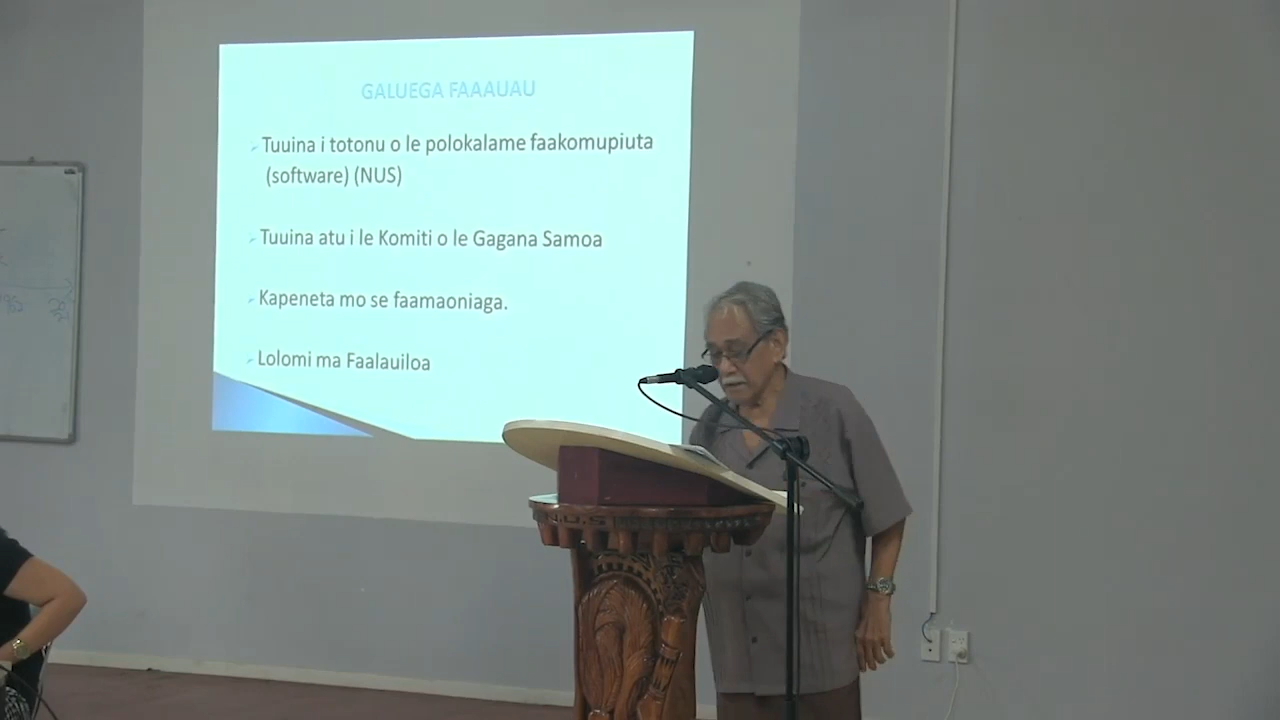 GALUEGA FAAAUAU
Tuuina i totonu o le polokalame faakomupiuta
(software) (NUS)
Tuuina atu i le Komiti o le Gagana Samoa
Kapeneta mo se faamaoniaga.
Lolomi ma Faalauiloa
N.U.S